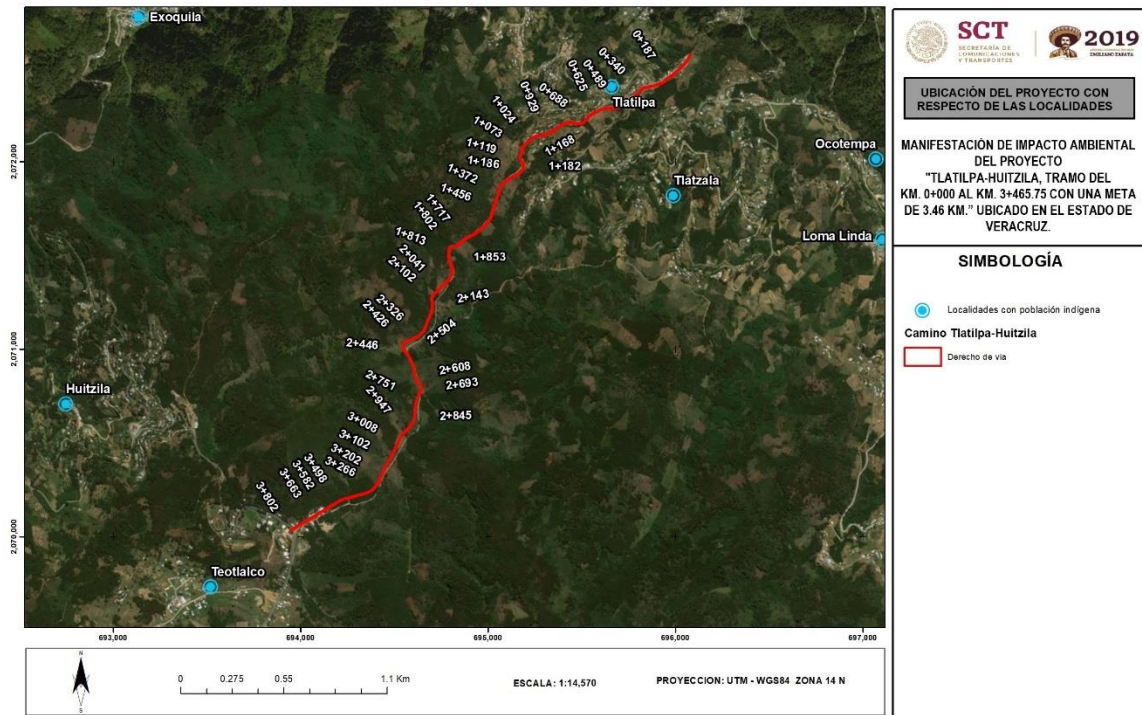 Exoquila
0+187
0+340
0+489
0+625
0+688
0+929
Tlatilpa
1+024
1+073
1+119
1+168
1+182
1+186
1+372
1+456
Ocotempa
Tlatzala
Loma Linda
1+717
1+802
1+813
1+853
2+041
2+102
2+143
2+326
2+426
2+504
2+446
2+608
2+693
2+751
2+845
2+947
Huitzila
3+008
3+102
3+202
3+266
3+498
3+582
3+663
3+802
Teotlalco
2,072,000
2,071,000
2,070,000
693,000
694,000
695,000
696,000
697,000
N
S
0 0.275 0.55 1.1 Km
ESCALA: 1:14,570
PROYECCION: UTM - WGS84 ZONA 14 N
SCT
SECRETARÍA DE
COMUNICACIONES
Y TRANSPORTES
2019
EMILIANO ZAPATA
UBICACIÓN DEL PROYECTO CON
RESPECTO DE LAS LOCALIDADES
MANIFESTACIÓN DE IMPACTO AMBIENTAL
DEL PROYECTO
"TLATILPA-HUITZILA, TRAMO DEL
KM. 0+000 AL KM. 3+465.75 CON UNA META
DE 3.46 KM." UBICADO EN EL ESTADO DE
VERACRUZ.
SIMBOLOGÍA
Localidades con población indígena
Camino Tlatilpa-Huitzila
Derecho de via